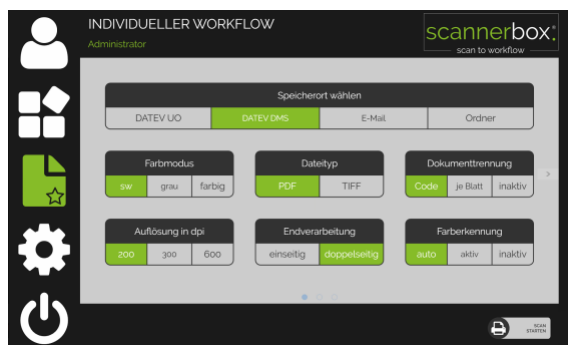 INDIVIDUELLER WORKFLOW
Administrator
scannerbox:
scan to workflow
Speicherort wählen
DATEV UO DATEV DMS E-Mail Ordner
Farbmodus Dateityp Dokumenttrennung
sw grau farbig PDF TIFF Code je Blatt inaktiv
Auflösung in dpi Endverarbeitung Farberkennung
200 300 600 einseitig doppelseitig auto aktiv inaktiv
SCAN
STARTEN